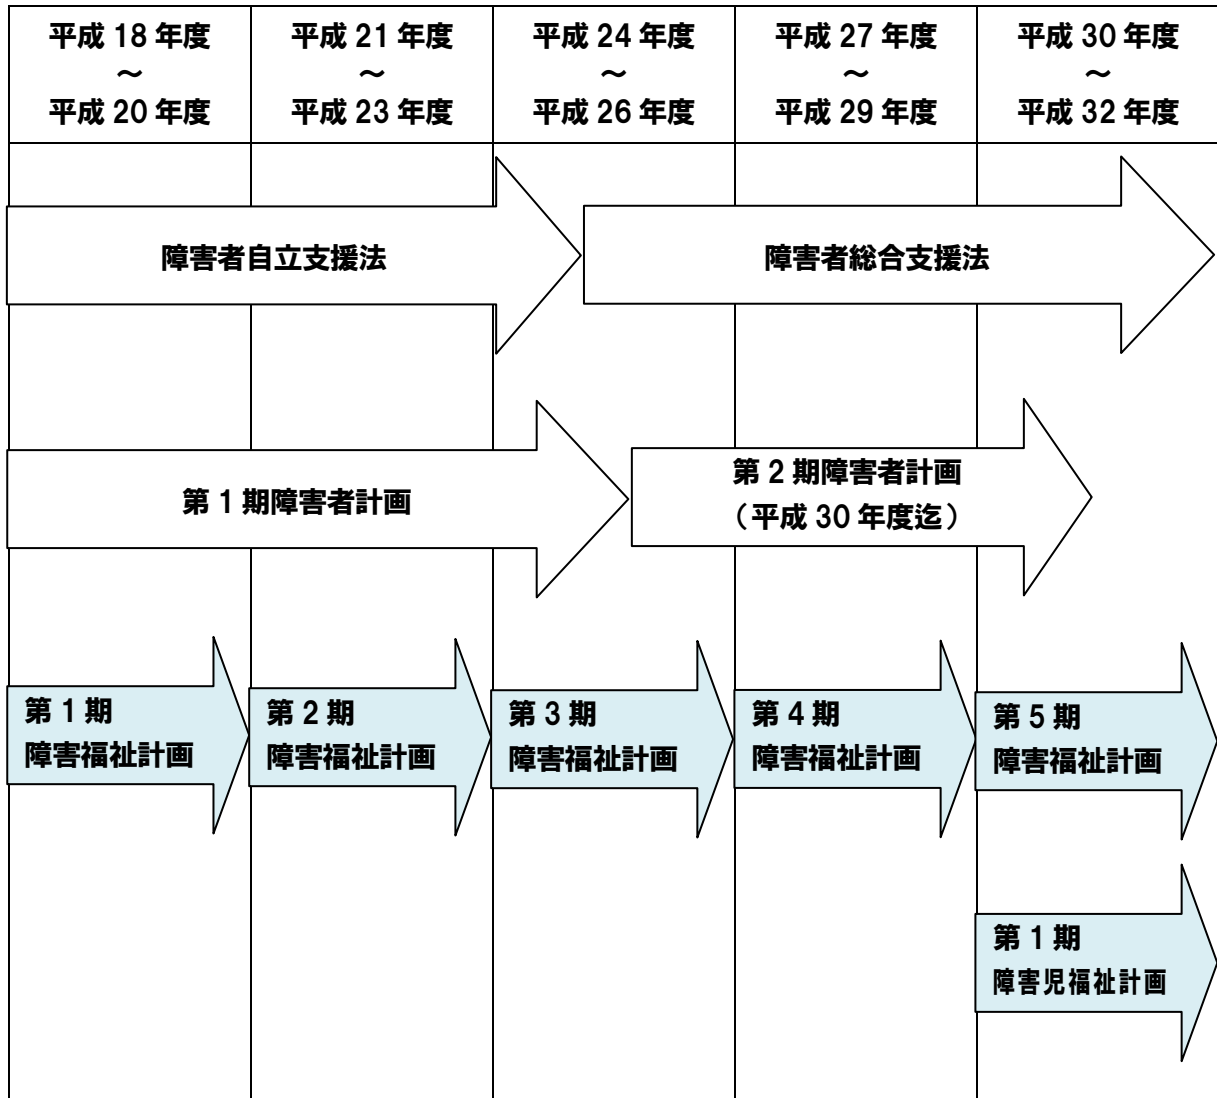 平成 18 年度
～
平成 20 年度
平成 21 年度
～
平成 23 年度
平成 24 年度
～
平成 26 年度
平成 27 年度
～
平成 29 年度
平成 30 年度
～
平成 32 年度
障害者自立支援法
障害者総合支援法
第 1 期障害者計画
第 2 期障害者計画
（平成 30 年度迄）
第 1 期
障害福祉計画
第 2 期
障害福祉計画
第 3 期
障害福祉計画
第 4 期
障害福祉計画
第 5 期
障害福祉計画
第 1 期
障害児福祉計画